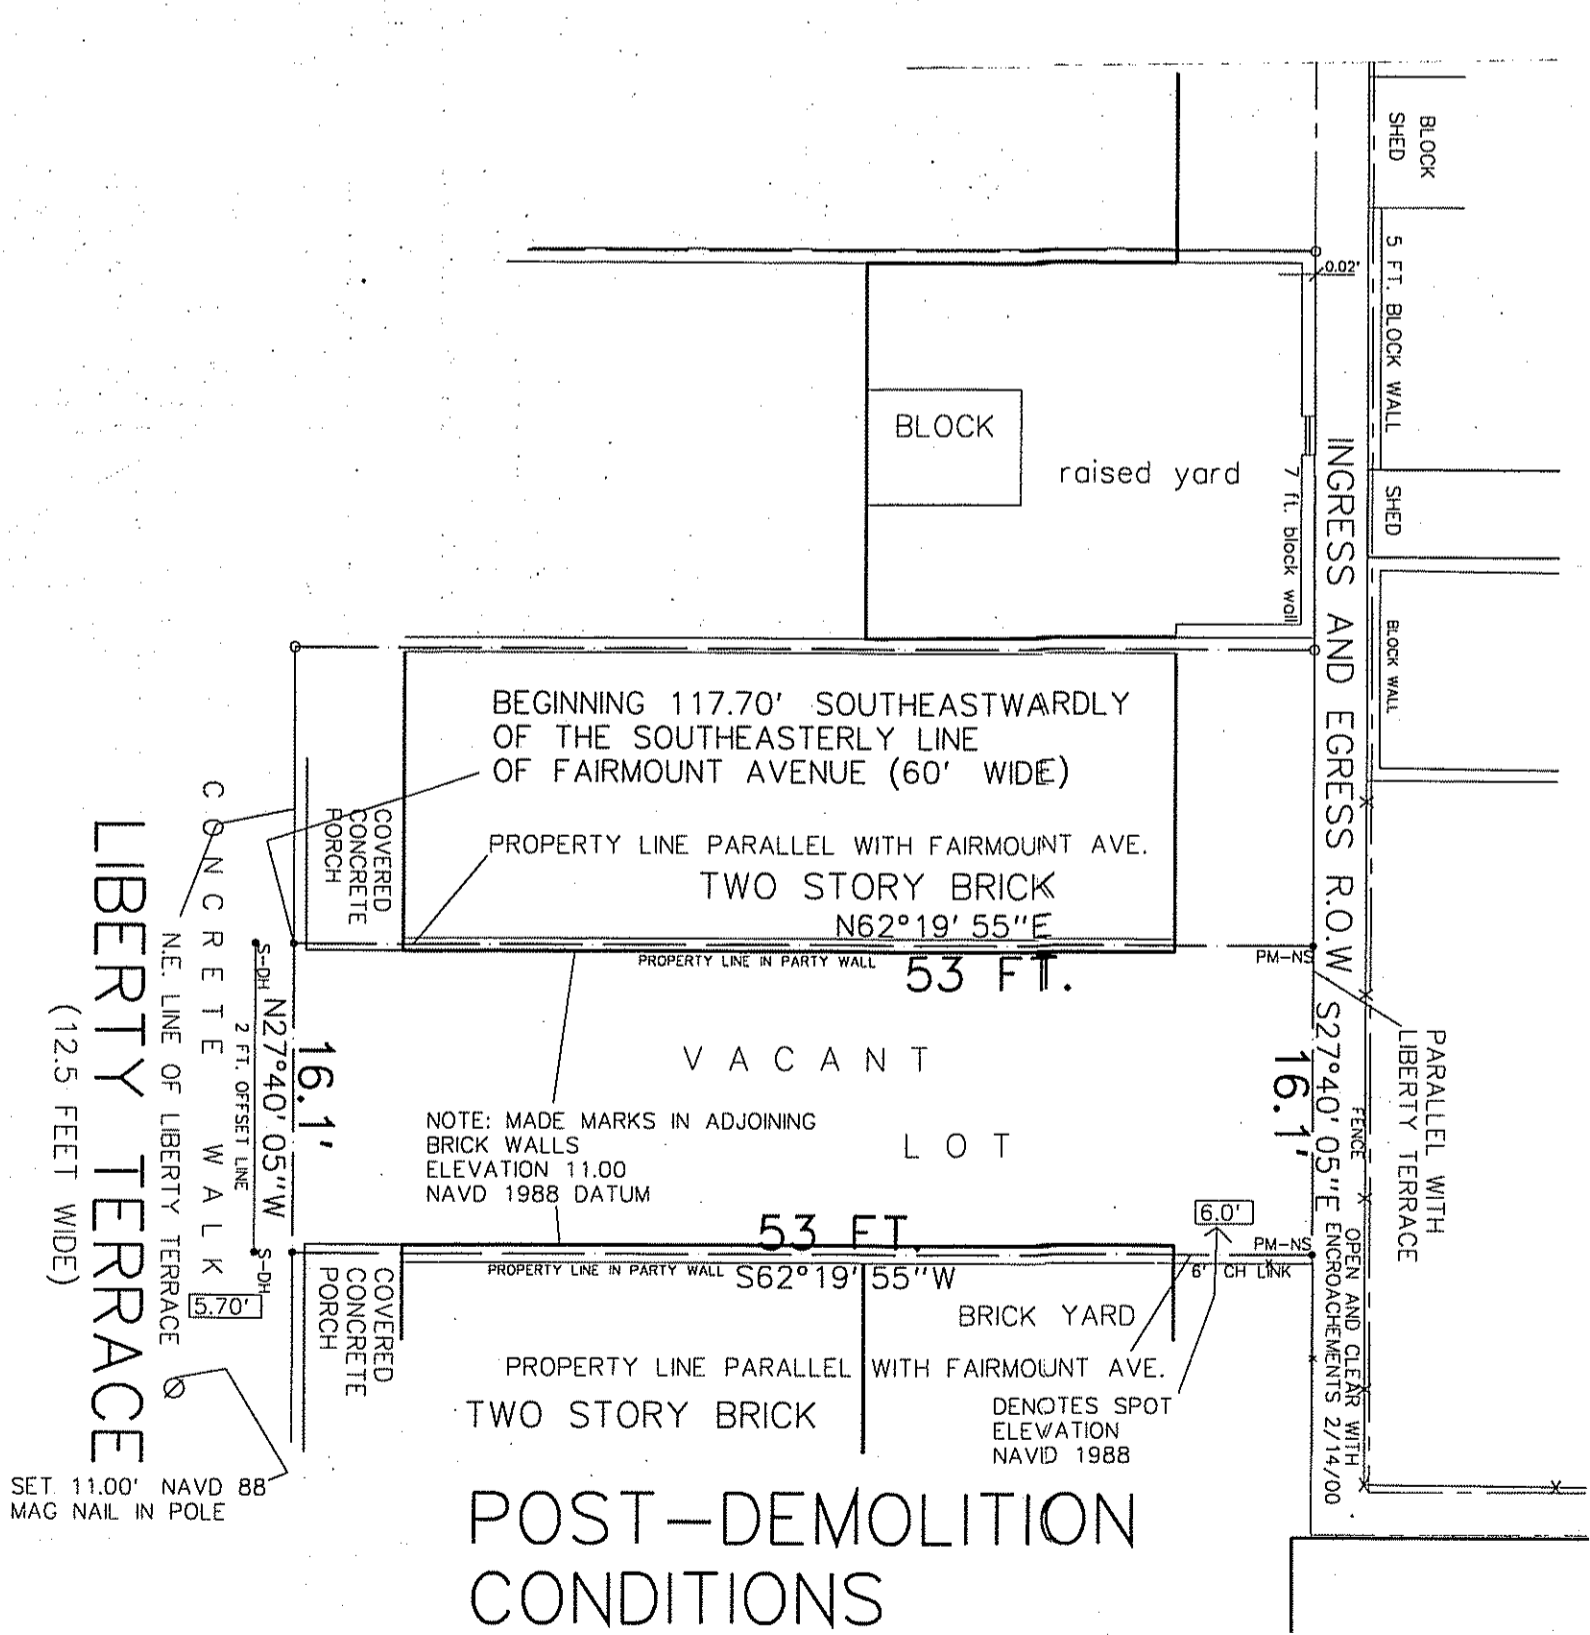 BLOCK
SHED
5 FT. BLOCK WALL
SHED
BLOCK WALL
0.02'
BLOCK
raised yard
7 ft. block wall
INGRESS AND EGRESS R.O.W
BEGINNING 117.70' SOUTHEASTWARDLY
OF THE SOUTHEASTERLY LINE
OF FAIRMOUNT AVENUE (60' WIDE)
COVERED
CONCRETE
PORCH
PROPERTY LINE PARALLEL WITH FAIRMOUNT AVE.
TWO STORY BRICK
N62°19'55"E
PROPERTY LINE IN PARTY WALL
53 FT.
PM-NS
S-DH
CONCRETE WALK
LIBERTY TERRACE
(12.5 FEET WIDE)
N.E. LINE OF LIBERTY TERRACE
2 FT. OFFSET LINE
N27°40'05"W
16.1'
VACANT
LOT
NOTE: MADE MARKS IN ADJOINING
BRICK WALLS
ELEVATION 11.00
NAVD 1988 DATUM
16.1'
S27°40'05"E
FENCE
PARALLEL WITH
LIBERTY TERRACE
OPEN AND CLEAR WITH
ENCROACHEMENTS 2/14/00
6.0'
53 FT.
PM-NS
S-DH
PROPERTY LINE IN PARTY WALL
S62°19'55"W
6' CH LINK
5.70'
COVERED
CONCRETE
PORCH
BRICK YARD
PROPERTY LINE PARALLEL WITH FAIRMOUNT AVE.
TWO STORY BRICK
DENOTES SPOT
ELEVATION
NAVID 1988
SET 11.00' NAVD 88
MAG NAIL IN POLE
POST-DEMOLITION
CONDITIONS